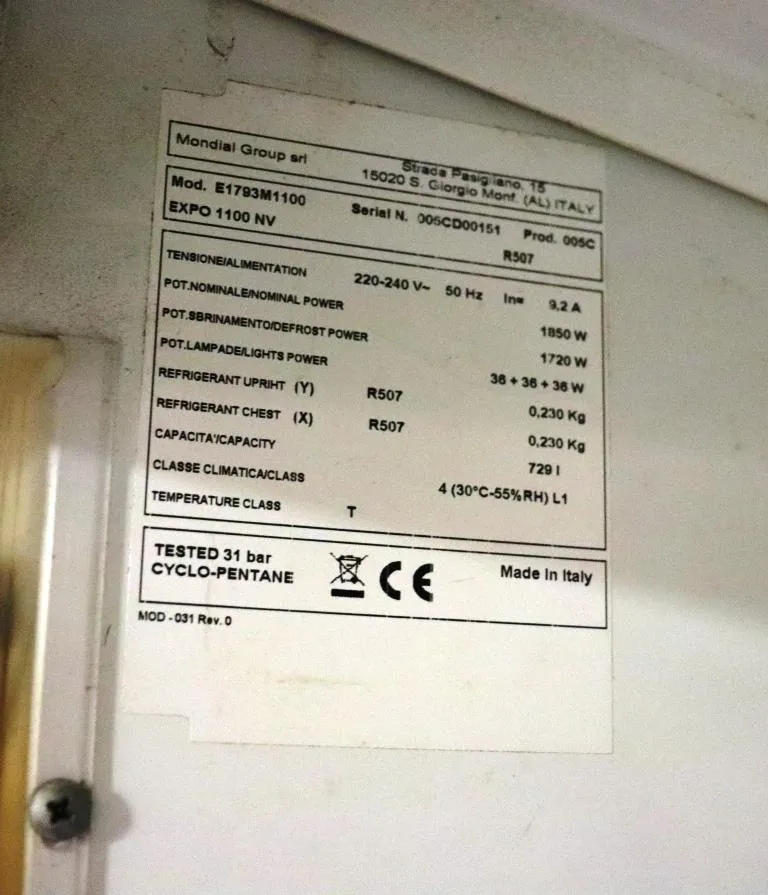 Mondial Group srl
Strada Pasigliano, 15
15020 S. Giorgio Monf. (AL) ITALY
Mod. E1793M1100 Serial N. 005CD00151 Prod. 005C
EXPO 1100 NV R507
TENSIONE/ALIMENTATION 220-240 V~ 50 Hz In= 9,2 A
POT.NOMINALE/NOMINAL POWER 1850 W
POT.SBRINAMENTO/DEFROST POWER 1720 W
POT.LAMPADE/LIGHTS POWER 36 + 36 + 36 W
REFRIGERANT UPRIHT (Y) R507 0,230 Kg
REFRIGERANT CHEST (X) R507 0,230 Kg
CAPACITA'/CAPACITY 729 l
CLASSE CLIMATICA/CLASS 4 (30°C-55%RH) L1
TEMPERATURE CLASS T
TESTED 31 bar
CYCLO-PENTANE
CE
Made In Italy
MOD - 031 Rev. 0